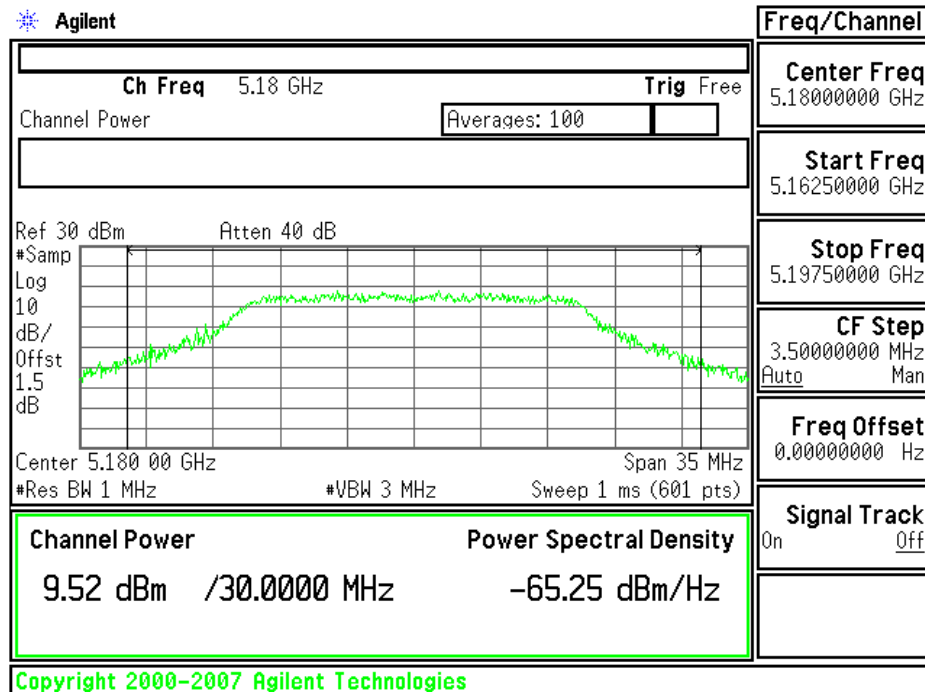 Agilent
Freq/Channel
Ch Freq 5.18 GHz Trig Free
Channel Power Averages: 100
Ref 30 dBm Atten 40 dB
#Samp
Log
10
dB/
Offst
1.5
dB
Center 5.180 00 GHz Span 35 MHz
#Res BW 1 MHz #VBW 3 MHz Sweep 1 ms (601 pts)
Channel Power Power Spectral Density
9.52 dBm /30.0000 MHz -65.25 dBm/Hz
Center Freq
5.18000000 GHz
Start Freq
5.16250000 GHz
Stop Freq
5.19750000 GHz
CF Step
3.50000000 MHz
Auto Man
Freq Offset
0.00000000 Hz
Signal Track
On Off
Copyright 2000-2007 Agilent Technologies